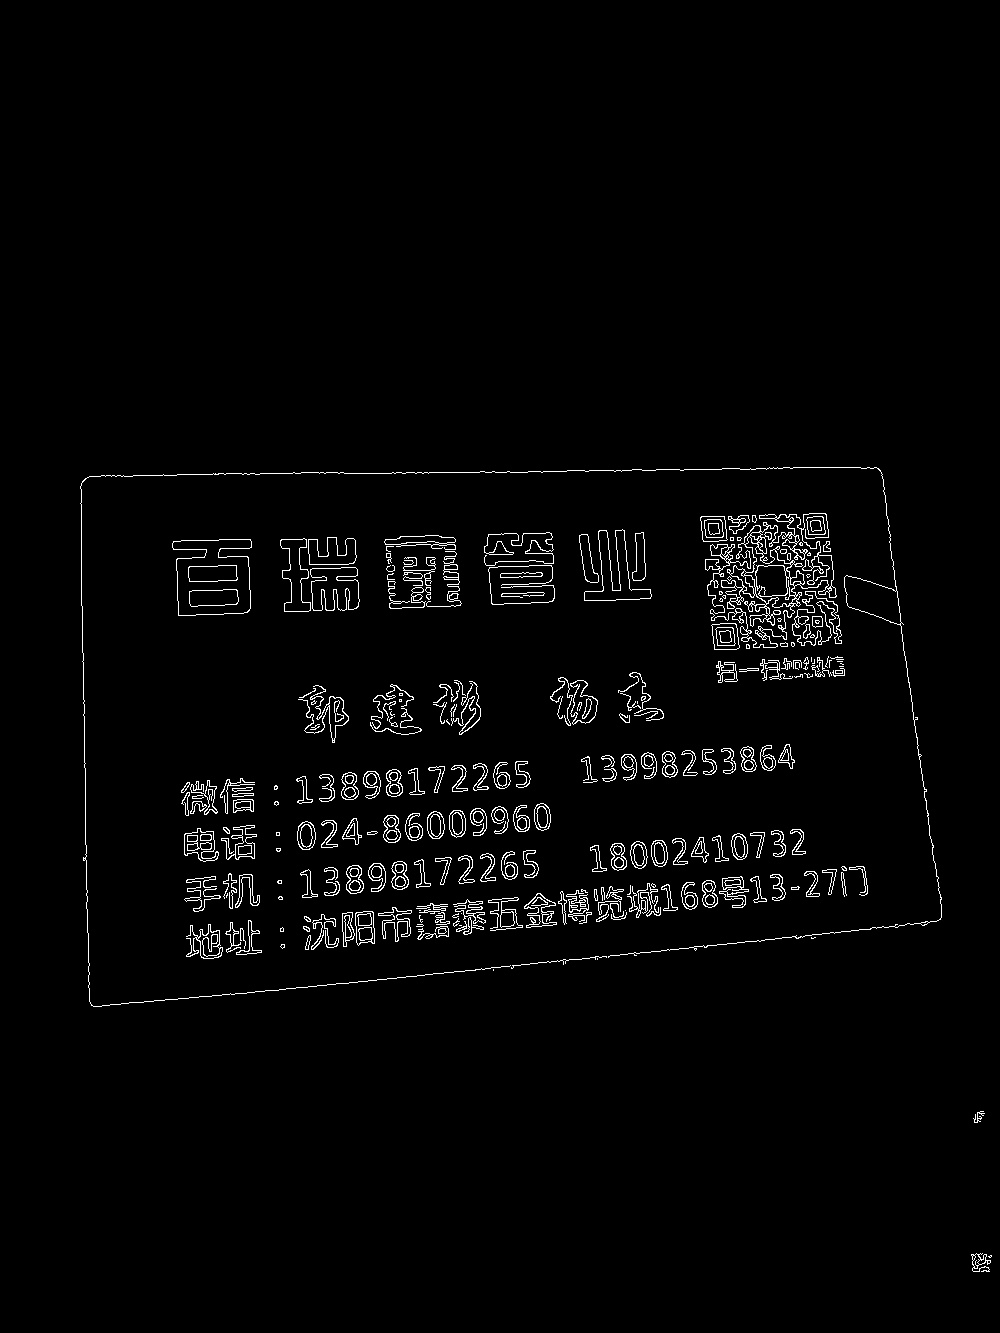 百瑞鑫管业
扫一扫加微信
郭建彬 杨杰
微信：13898172265 13998253864
电话：024-86009960
手机：13898172265 18002410732
地址：沈阳市嘉泰五金博览城168号13-27门